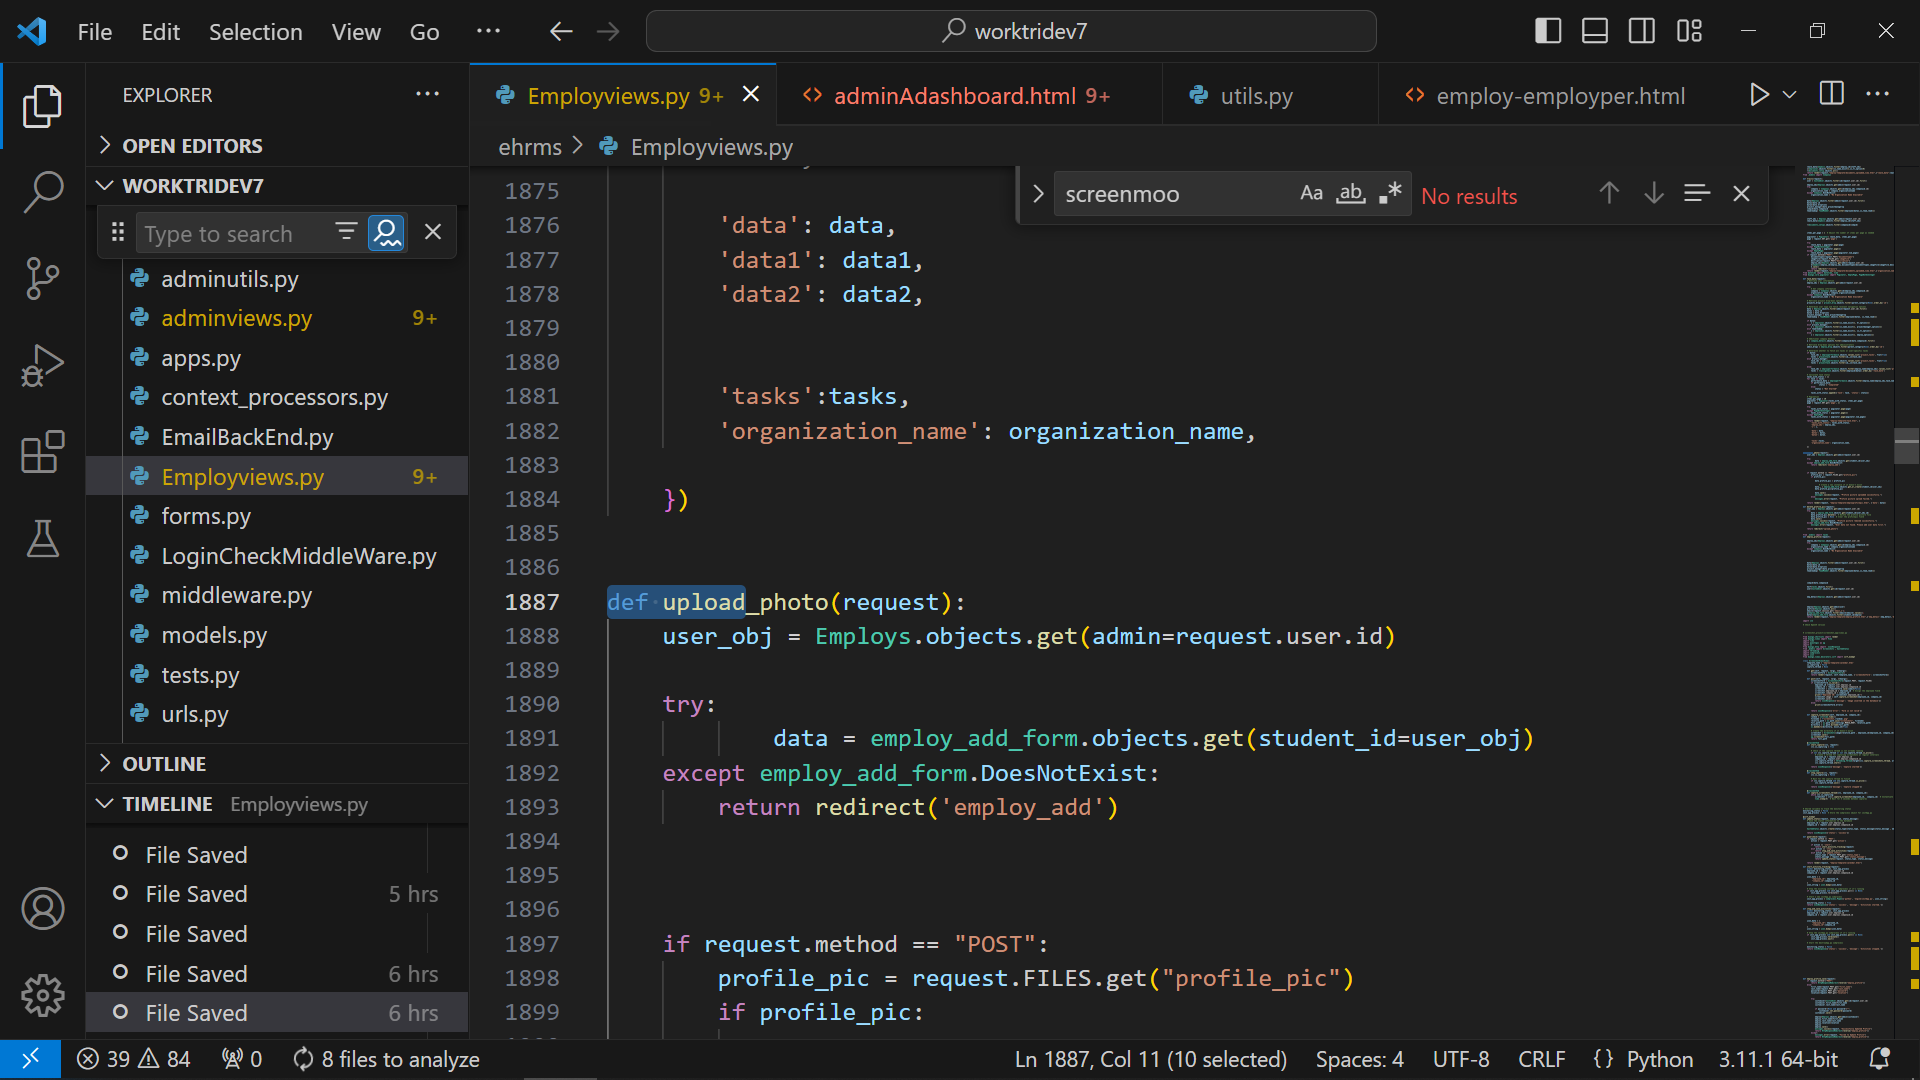 File Edit Selection View Go ··· worktridev7
EXPLORER
OPEN EDITORS
WORKTRIDEV7
Type to search
adminutils.py
adminviews.py 9+
apps.py
context_processors.py
EmailBackEnd.py
Employviews.py 9+
forms.py
LoginCheckMiddleWare.py
middleware.py
models.py
tests.py
urls.py
OUTLINE
TIMELINE Employviews.py
File Saved
File Saved 5 hrs
File Saved
File Saved 6 hrs
File Saved 6 hrs
Employviews.py 9+ adminAdashboard.html 9+ utils.py employ-employper.html
ehrms > Employviews.py
screenmoo Aa ab .* No results
1875
1876 'data': data,
1877 'data1': data1,
1878 'data2': data2,
1879
1880
1881 'tasks':tasks,
1882 'organization_name': organization_name,
1883
1884 })
1885
1886
1887 def upload_photo(request):
1888 user_obj = Employs.objects.get(admin=request.user.id)
1889
1890 try:
1891 data = employ_add_form.objects.get(student_id=user_obj)
1892 except employ_add_form.DoesNotExist:
1893 return redirect('employ_add')
1894
1895
1896
1897 if request.method == "POST":
1898 profile_pic = request.FILES.get("profile_pic")
1899 if profile_pic:
39 84 0 8 files to analyze Ln 1887, Col 11 (10 selected) Spaces: 4 UTF-8 CRLF {} Python 3.11.1 64-bit